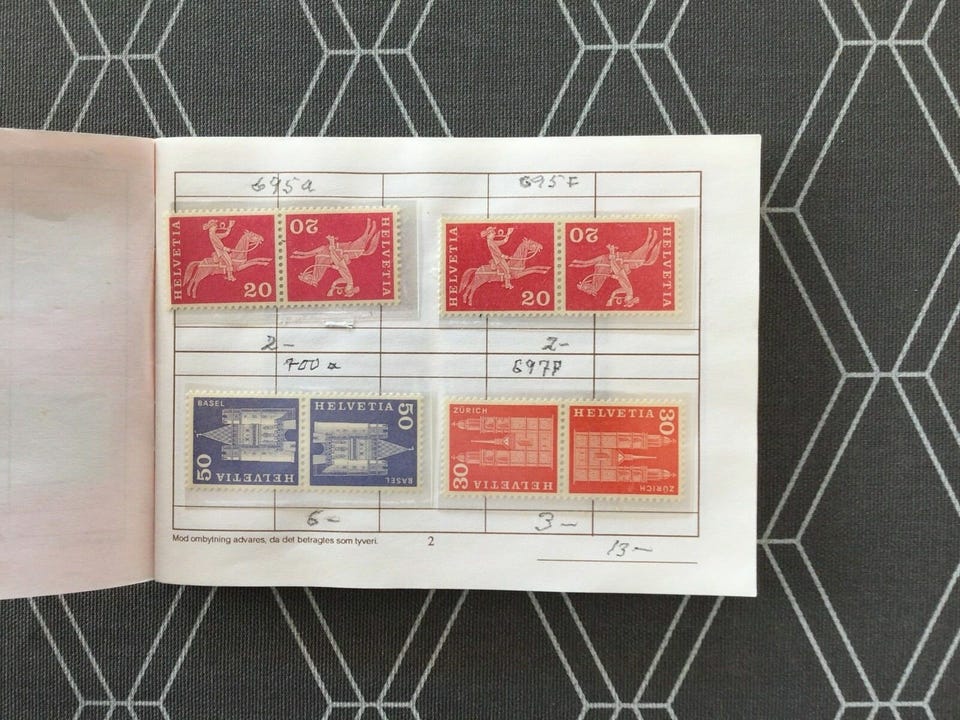 695a 695F
HELVETIA 20 20 HELVETIA
HELVETIA 20 20 HELVETIA
2- 2-
700a 697F
BASEL 50 HELVETIA
HELVETIA 50 BASEL
ZÜRICH 30 HELVETIA
HELVETIA 30 ZÜRICH
6- 3-
Mod ombytning advares, da det betragtes som tyveri. 2
13-